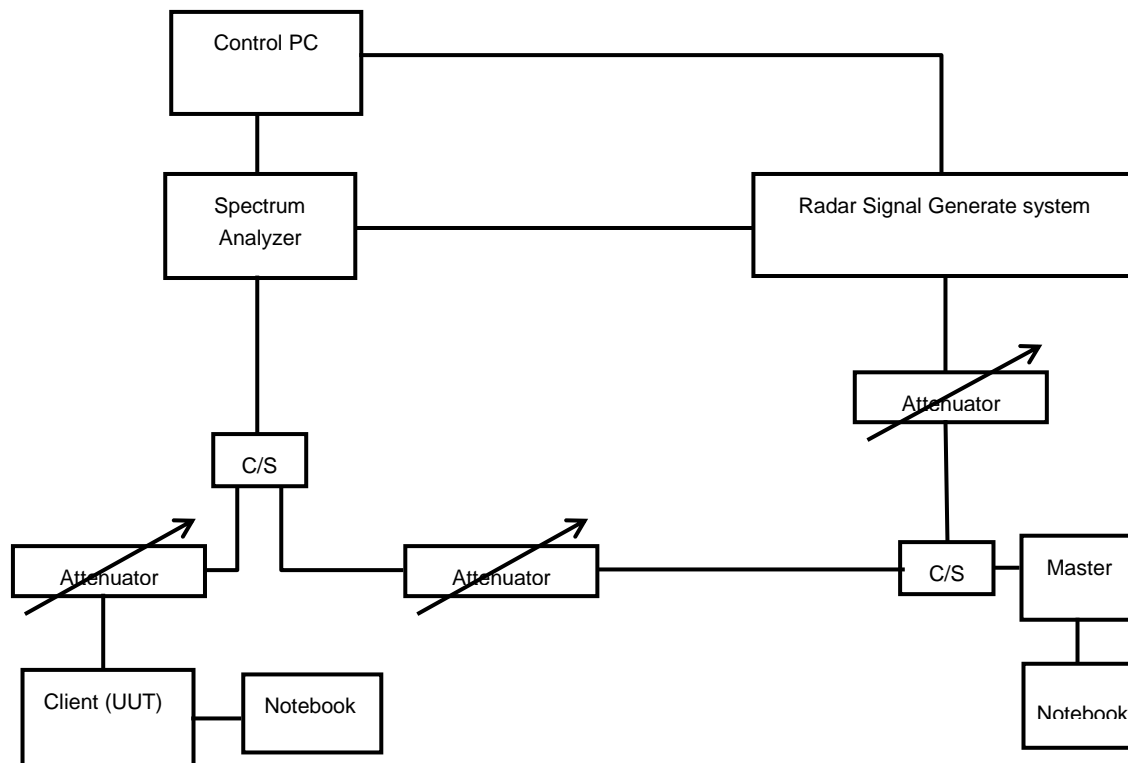 Control PC
Spectrum
Analyzer
Radar Signal Generate system
Attenuator
C/S
Attenuator
Attenuator
C/S
Master
Client (UUT)
Notebook
Notebook